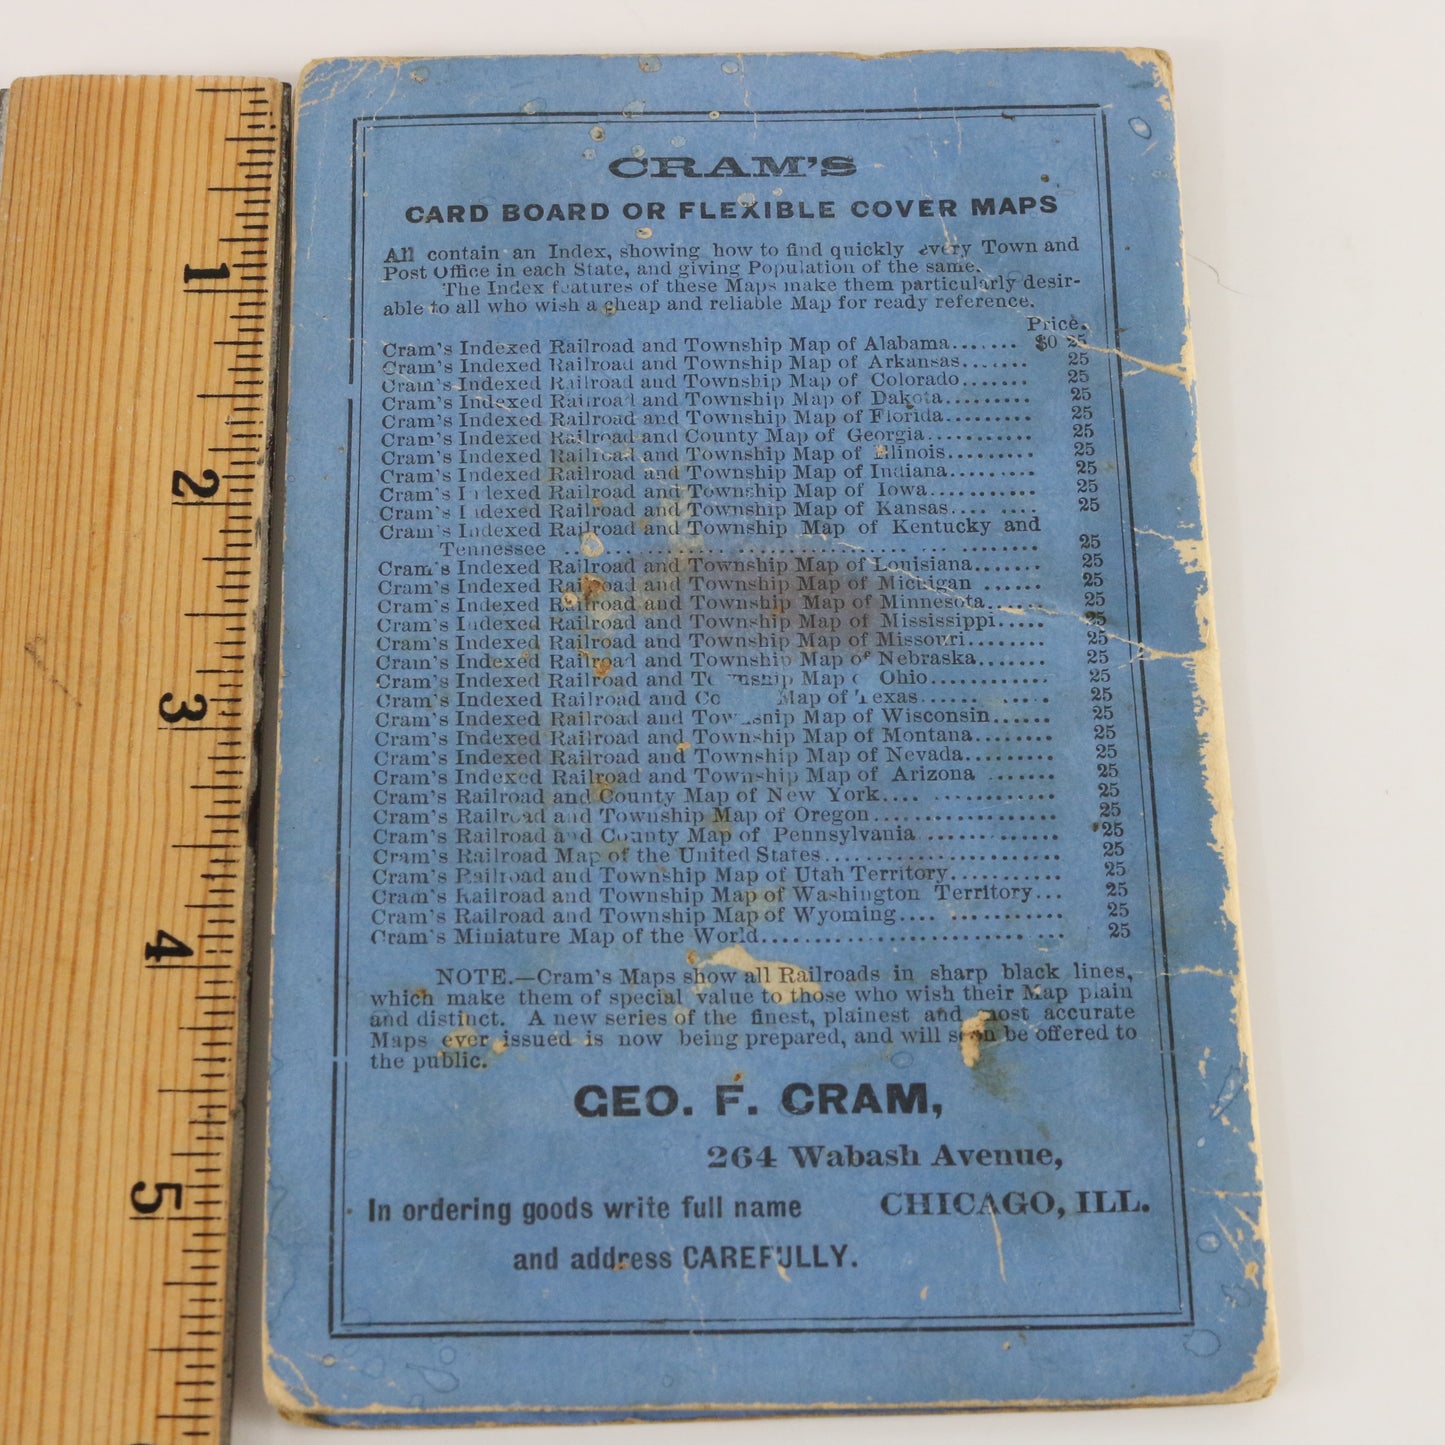 CRAM'S
CARD BOARD OR FLEXIBLE COVER MAPS
All contain an Index, showing how to find quickly every Town and
Post Office in each State, and giving Population of the same.
The Index features of these Maps make them particularly desir-
able to all who wish a cheap and reliable Map for ready reference.
Price.
Cram's Indexed Railroad and Township Map of Alabama....... $0 25
Cram's Indexed Railroad and Township Map of Arkansas....... 25
Cram's Indexed Railroad and Township Map of Colorado....... 25
Cram's Indexed Railroad and Township Map of Dakota......... 25
Cram's Indexed Railroad and Township Map of Florida......... 25
Cram's Indexed Railroad and County Map of Georgia........... 25
Cram's Indexed Railroad and Township Map of Illinois......... 25
Cram's Indexed Railroad and Township Map of Indiana......... 25
Cram's Indexed Railroad and Township Map of Iowa........... 25
Cram's Indexed Railroad and Township Map of Kansas.... .... 25
Cram's Indexed Railroad and Township Map of Kentucky and
Tennessee .......................................... 25
Cram's Indexed Railroad and Township Map of Louisiana....... 25
Cram's Indexed Railroad and Township Map of Michigan ...... 25
Cram's Indexed Railroad and Township Map of Minnesota...... 25
Cram's Indexed Railroad and Township Map of Mississippi..... 25
Cram's Indexed Railroad and Township Map of Missouri........ 25
Cram's Indexed Railroad and Township Map of Nebraska....... 25
Cram's Indexed Railroad and Township Map of Ohio............ 25
Cram's Indexed Railroad and Co Map of Texas...... ..... 25
Cram's Indexed Railroad and Township Map of Wisconsin...... 25
Cram's Indexed Railroad and Township Map of Montana........ 25
Cram's Indexed Railroad and Township Map of Nevada......... 25
Cram's Indexed Railroad and Township Map of Arizona ....... 25
Cram's Railroad and County Map of New York.... ............ 25
Cram's Railroad and Township Map of Oregon.................. 25
Cram's Railroad and County Map of Pennsylvania ............. 25
Cram's Railroad Map of the United States....................... 25
Cram's Railroad and Township Map of Utah Territory........... 25
Cram's Railroad and Township Map of Washington Territory... 25
Cram's Railroad and Township Map of Wyoming.... ........... 25
Cram's Miniature Map of the World.......................... ... 25
NOTE.—Cram's Maps show all Railroads in sharp black lines,
which make them of special value to those who wish their Map plain
and distinct. A new series of the finest, plainest and most accurate
Maps ever issued is now being prepared, and will soon be offered to
the public.
GEO. F. CRAM,
264 Wabash Avenue,
In ordering goods write full name CHICAGO, ILL.
and address CAREFULLY.
1
2
3
4
5